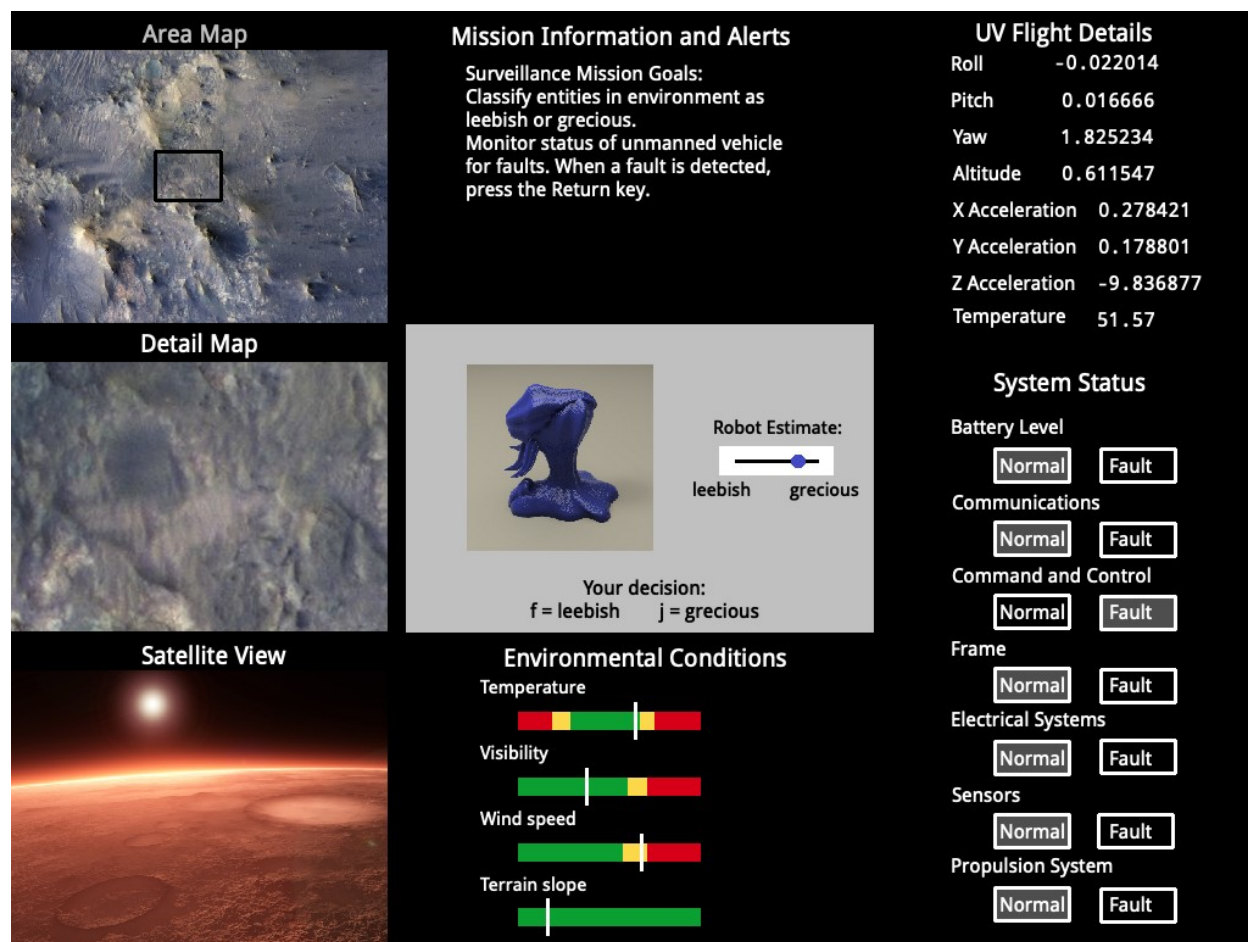 Area Map
Detail Map
Satellite View
Mission Information and Alerts
Surveillance Mission Goals:
Classify entities in environment as
leebish or grecious.
Monitor status of unmanned vehicle
for faults. When a fault is detected,
press the Return key.
Robot Estimate:
leebish grecious
Your decision:
f = leebish j = grecious
Environmental Conditions
Temperature
Visibility
Wind speed
Terrain slope
UV Flight Details
Roll -0.022014
Pitch 0.016666
Yaw 1.825234
Altitude 0.611547
X Acceleration 0.278421
Y Acceleration 0.178801
Z Acceleration -9.836877
Temperature 51.57
System Status
Battery Level
Normal Fault
Communications
Normal Fault
Command and Control
Normal Fault
Frame
Normal Fault
Electrical Systems
Normal Fault
Sensors
Normal Fault
Propulsion System
Normal Fault